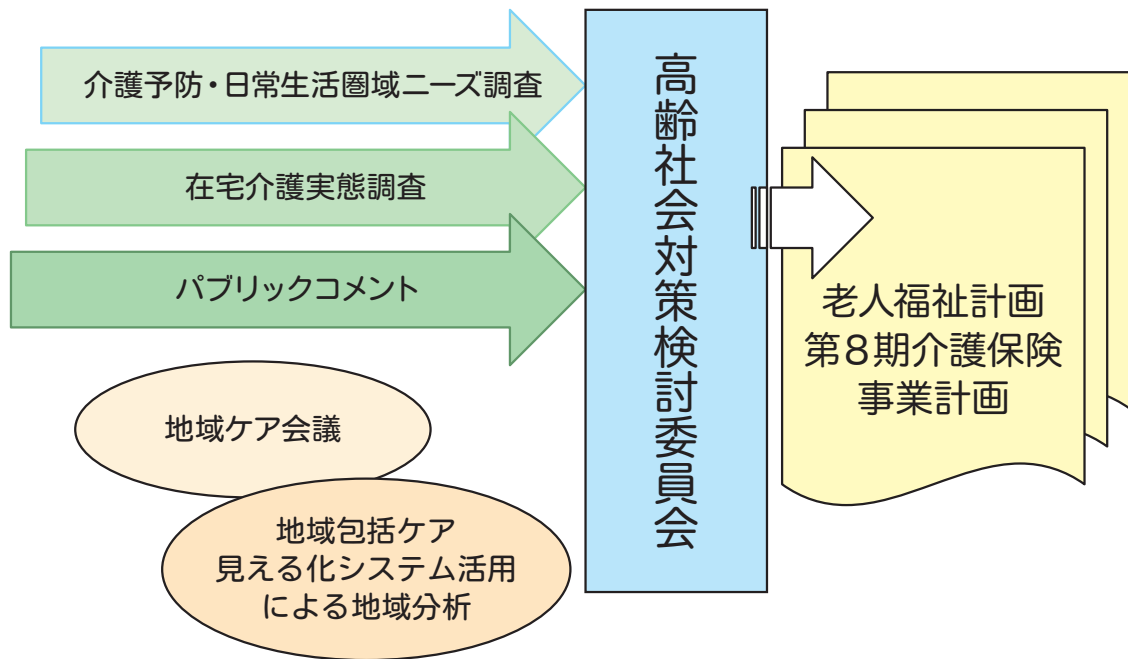 介護予防・日常生活圏域ニーズ調査
在宅介護実態調査
パブリックコメント
地域ケア会議
地域包括ケア
見える化システム活用
による地域分析
高齢社会対策検討委員会
老人福祉計画
第8期介護保険
事業計画